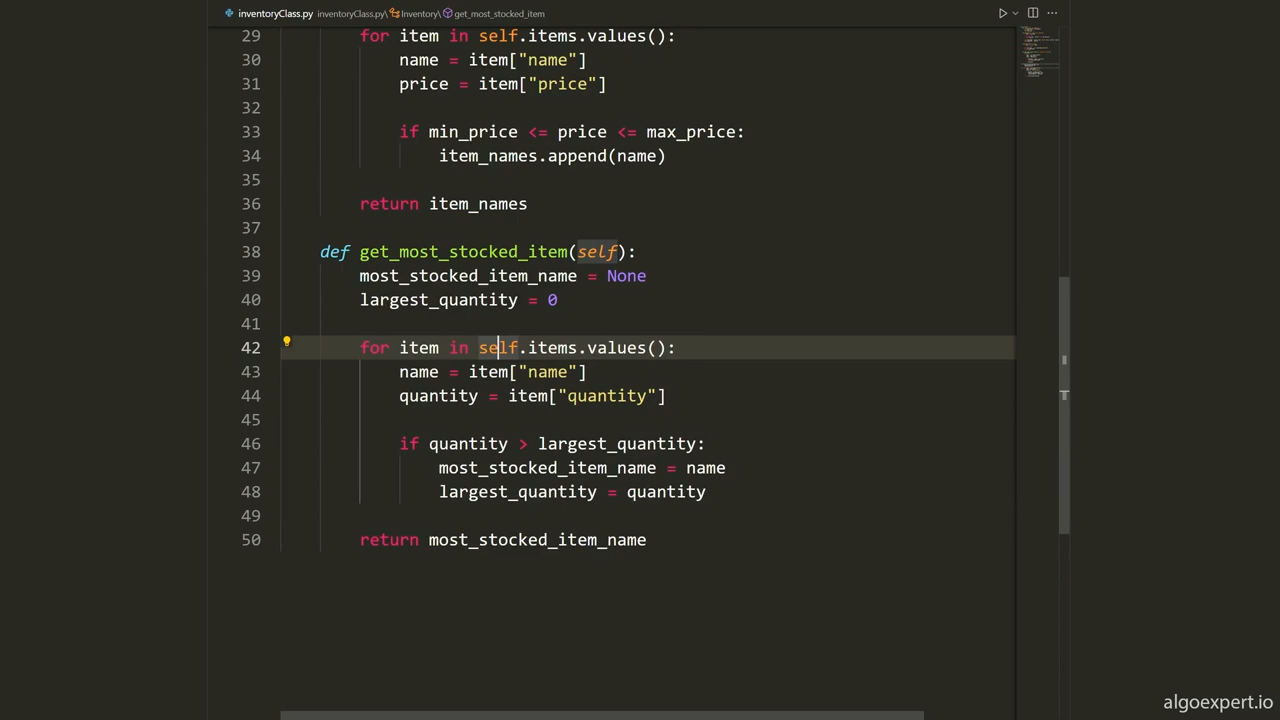 inventoryClass.py inventoryClass.py\Inventory\get_most_stocked_item
29 for item in self.items.values():
30 name = item["name"]
31 price = item["price"]
32
33 if min_price <= price <= max_price:
34 item_names.append(name)
35
36 return item_names
37
38 def get_most_stocked_item(self):
39 most_stocked_item_name = None
40 largest_quantity = 0
41
42 for item in self.items.values():
43 name = item["name"]
44 quantity = item["quantity"]
45
46 if quantity > largest_quantity:
47 most_stocked_item_name = name
48 largest_quantity = quantity
49
50 return most_stocked_item_name
algoexpert.io